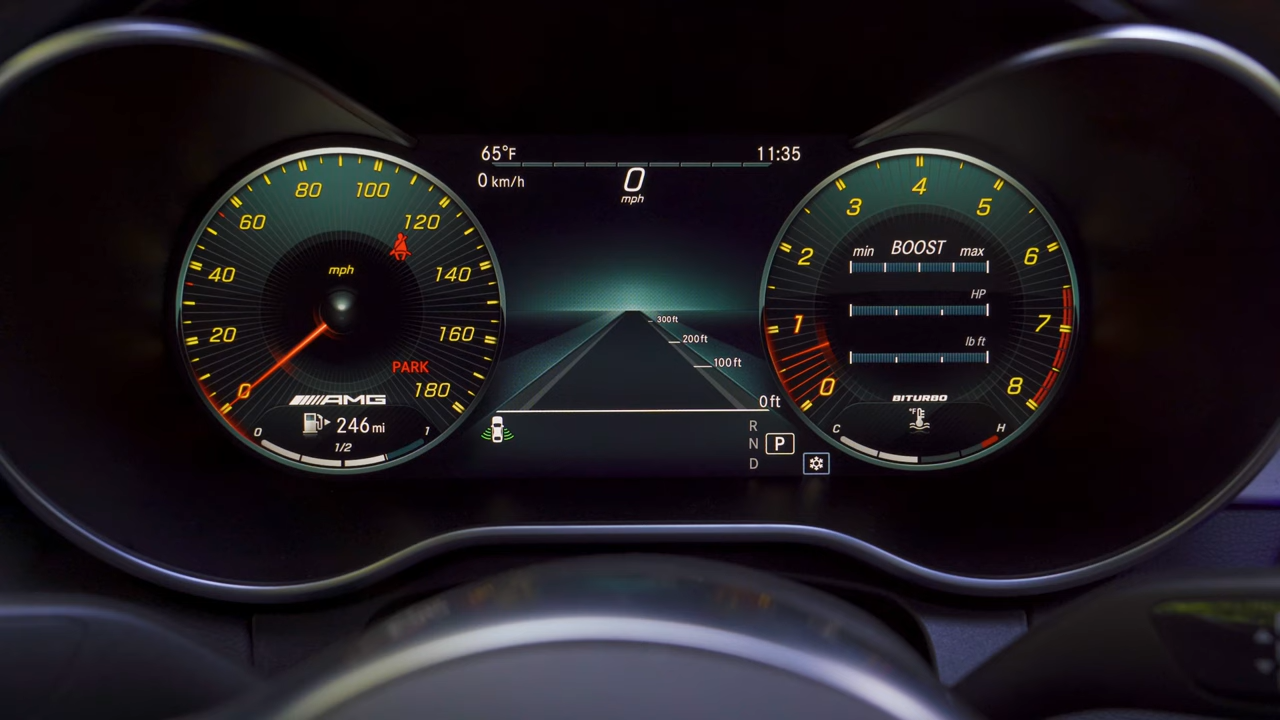 65°F
11:35
0 km/h
0
mph
20
40
60
80
100
120
140
160
180
0
mph
PARK
AMG
246 mi
0
1/2
1
300 ft
200 ft
100 ft
0 ft
R
N
P
D
0
1
2
3
4
5
6
7
8
min BOOST max
HP
lb ft
BITURBO
°F
C
H